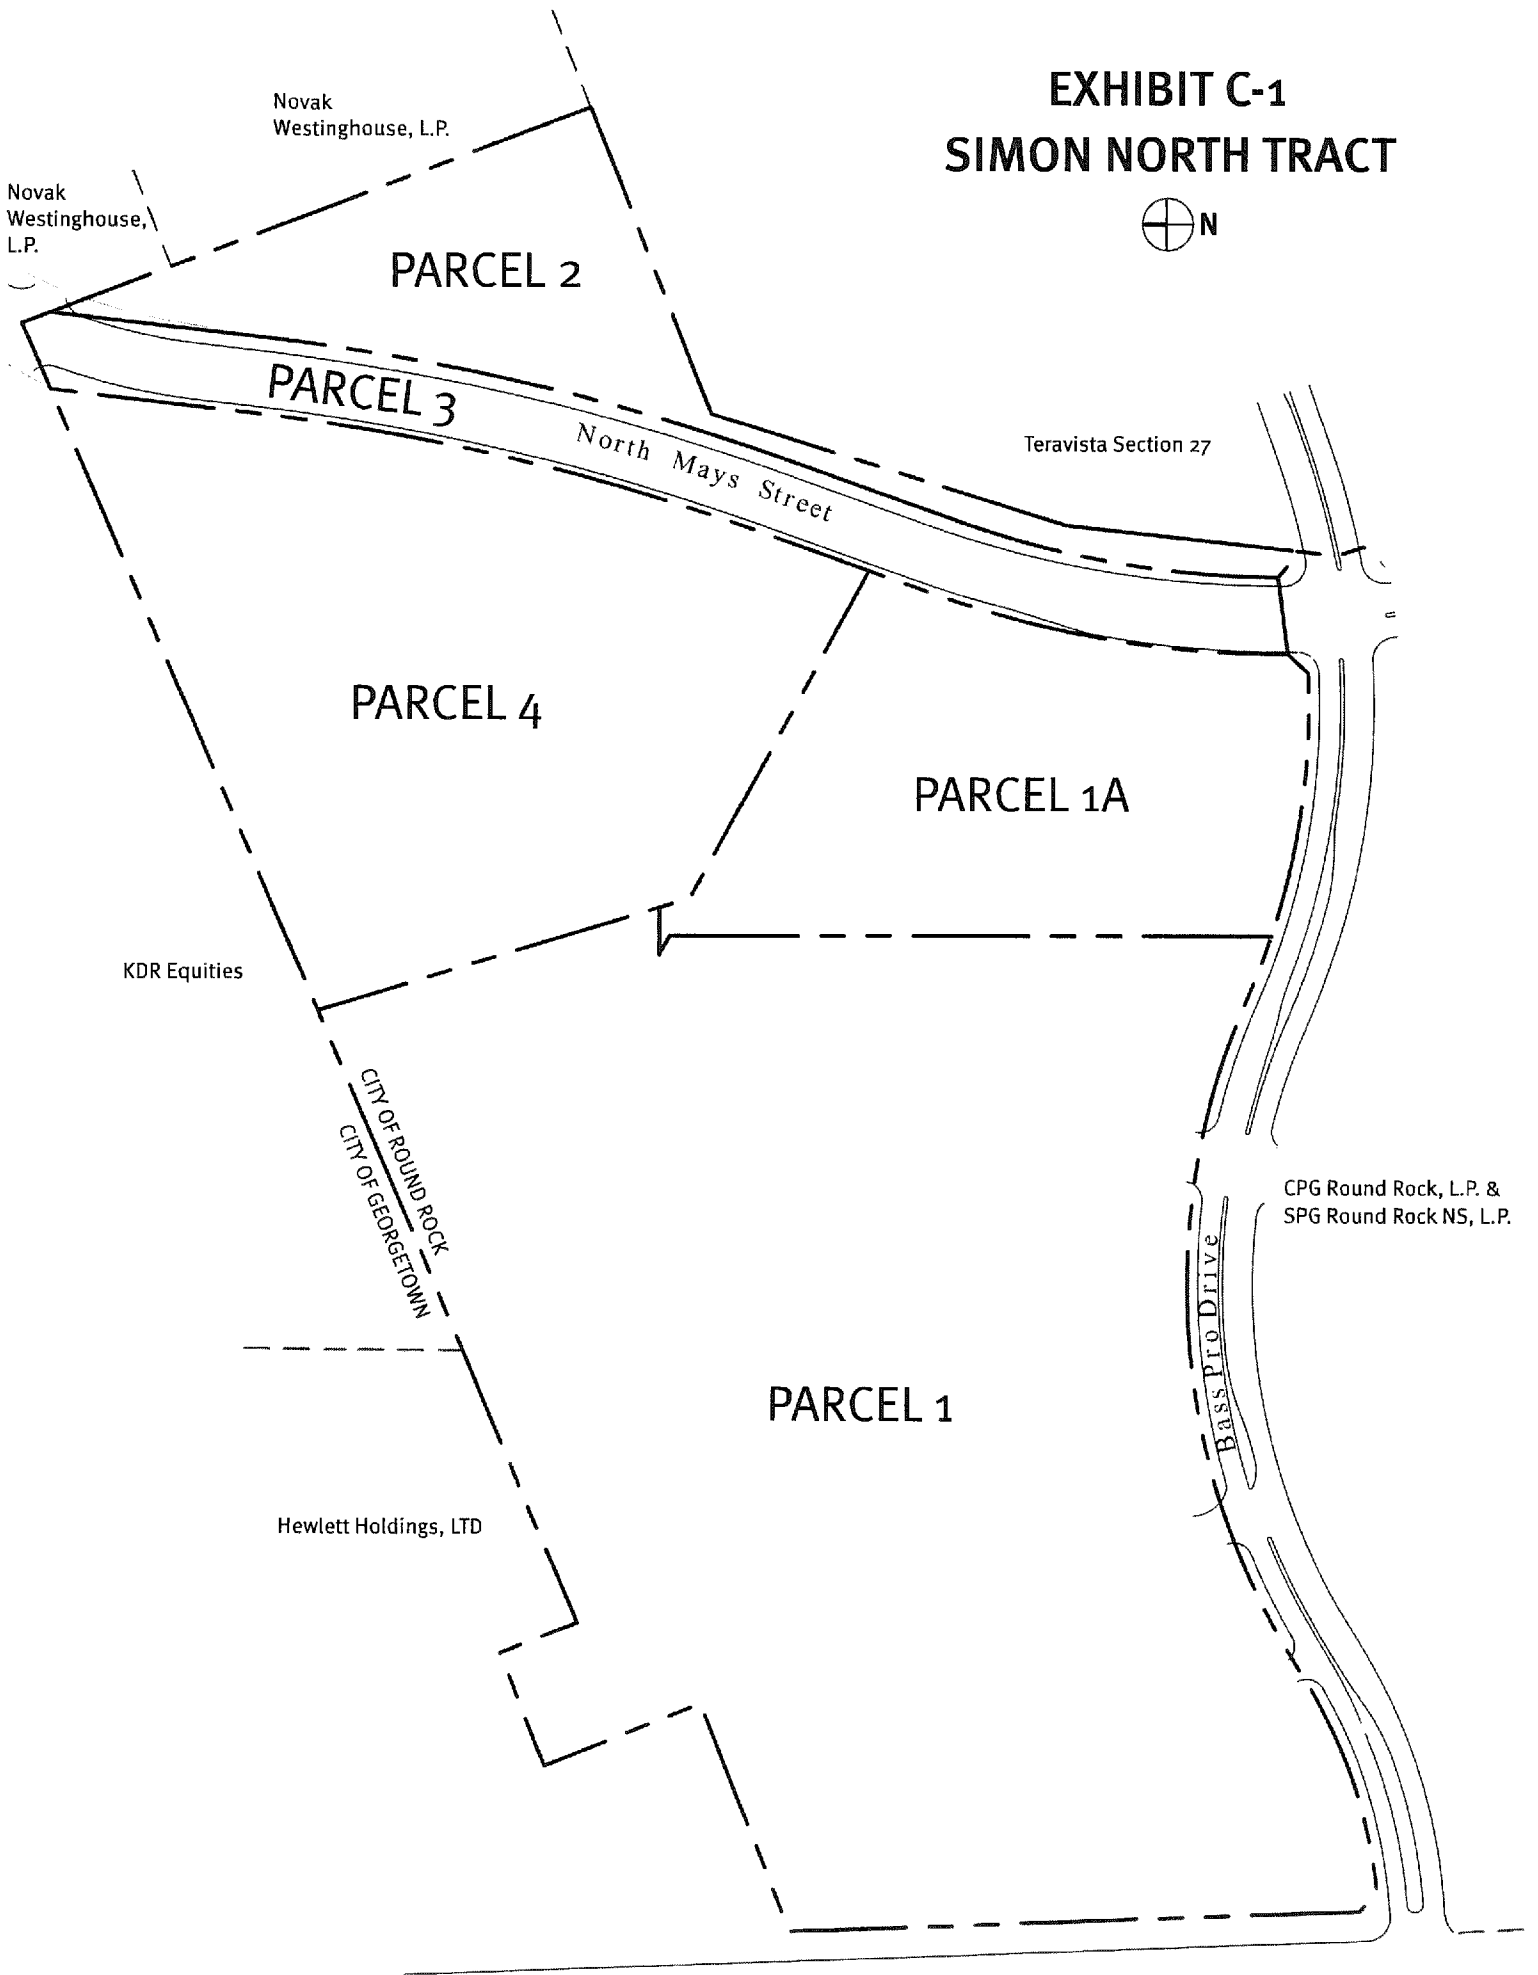 EXHIBIT C-1
SIMON NORTH TRACT
N
Novak
Westinghouse, L.P.
Novak
Westinghouse,
L.P.
PARCEL 2
PARCEL 3
North Mays Street
Teravista Section 27
PARCEL 4
PARCEL 1A
KDR Equities
CITY OF ROUND ROCK
CITY OF GEORGETOWN
CPG Round Rock, L.P. &
SPG Round Rock NS, L.P.
Bass Pro Drive
PARCEL 1
Hewlett Holdings, LTD